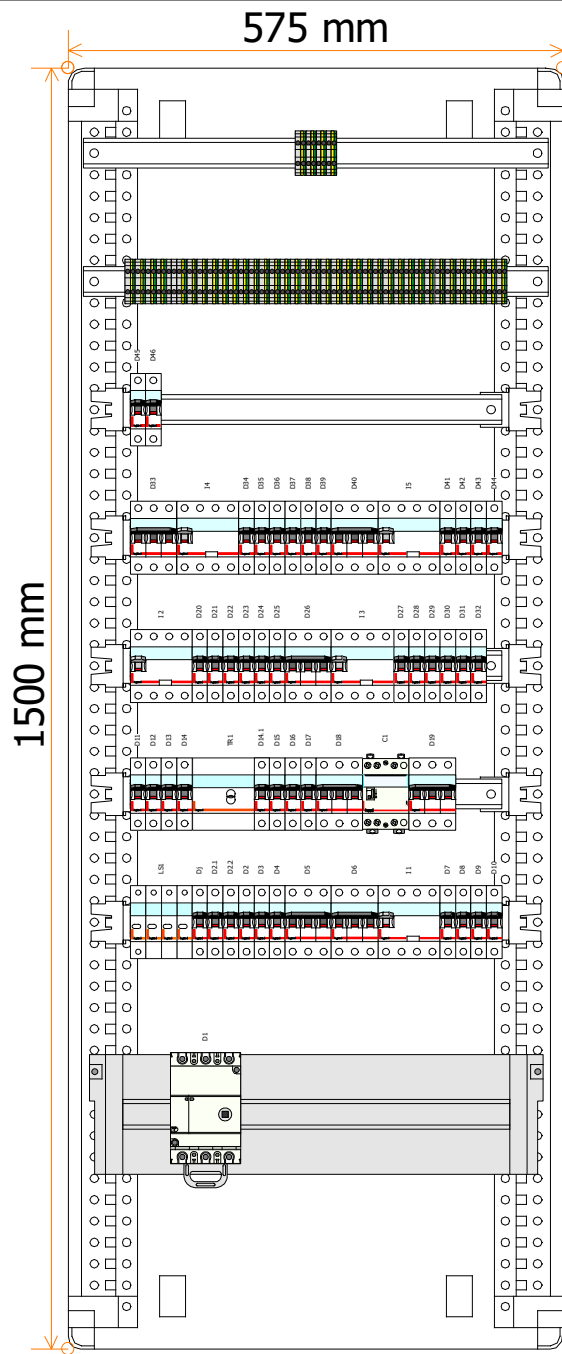 575 mm
1500 mm
D45 D46
D33 I4 D34 D35 D36 D37 D38 D39 D40 I5 D41 D42 D43 D44
I2 D20 D21 D22 D23 D24 D25 D26 I3 D27 D28 D29 D30 D31 D32
D11 D12 D13 D14 TR1 D14.1 D15 D16 D17 D18 C1 D19
LS1 Dj D2.1 D2.2 D2 D3 D4 D5 D6 I1 D7 D8 D9 D10
D1